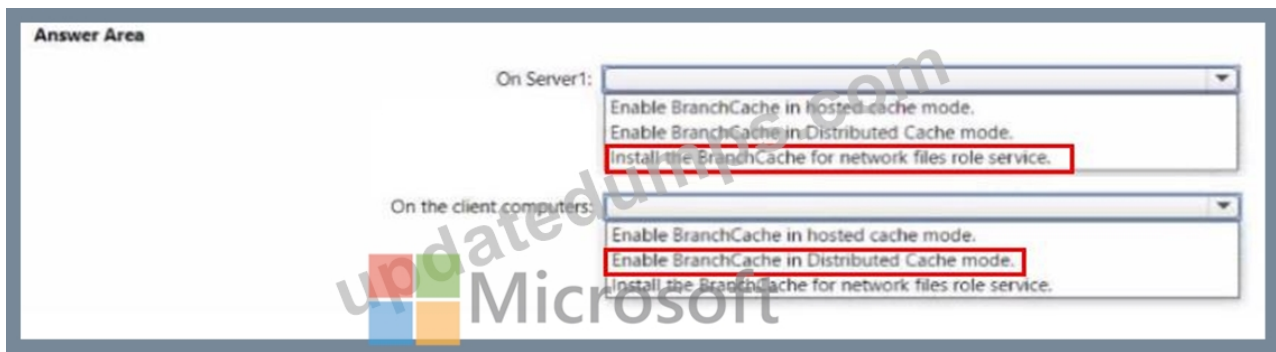 Answer Area
On Server1:
Enable BranchCache in hosted cache mode.
Enable BranchCache in Distributed Cache mode.
Install the BranchCache for network files role service.
On the client computers:
Enable BranchCache in hosted cache mode.
Enable BranchCache in Distributed Cache mode.
Install the BranchCache for network files role service.
updatedumps.com
Microsoft